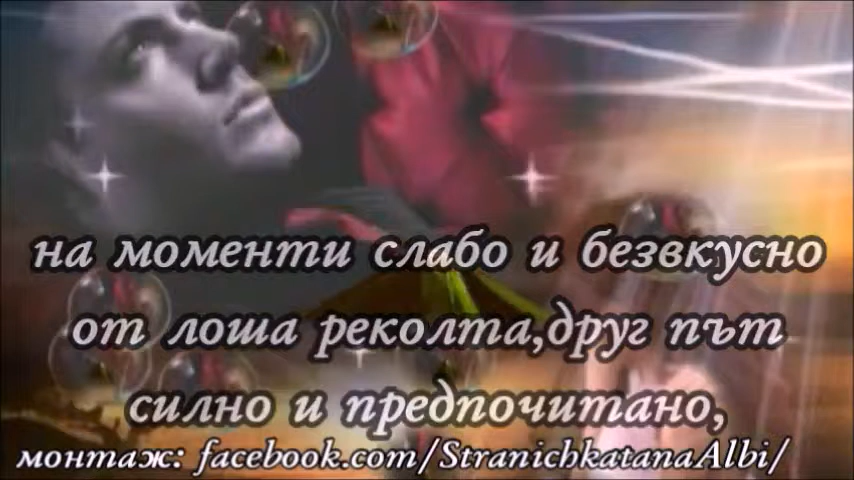 на моменти слабо и безвкусно
от лоша реколта,друг път
силно и предпочитано,
монтаж: facebook.com/StranichkatanaAlbi/